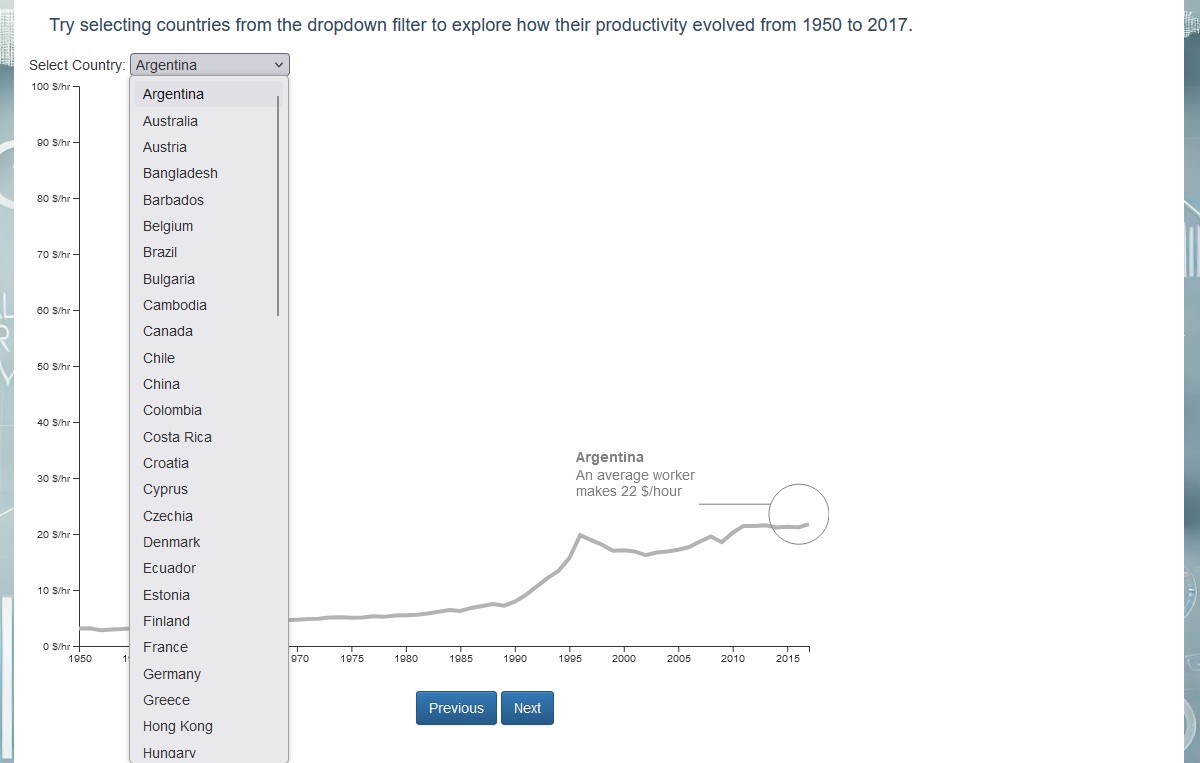 Try selecting countries from the dropdown filter to explore how their productivity evolved from 1950 to 2017.
Select Country: Argentina
Argentina
Australia
Austria
Bangladesh
Barbados
Belgium
Brazil
Bulgaria
Cambodia
Canada
Chile
China
Colombia
Costa Rica
Croatia
Cyprus
Czechia
Denmark
Ecuador
Estonia
Finland
France
Germany
Greece
Hong Kong
Hungary
100 $/hr
90 $/hr
80 $/hr
70 $/hr
60 $/hr
50 $/hr
40 $/hr
30 $/hr
20 $/hr
10 $/hr
0 $/hr
Argentina
An average worker
makes 22 $/hour
1950 1975 1980 1985 1990 1995 2000 2005 2010 2015
Previous Next